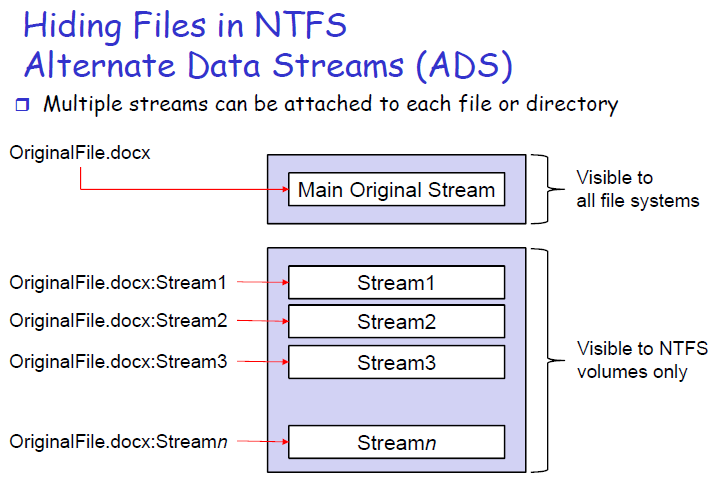 Hiding Files in NTFS
Alternate Data Streams (ADS)
Multiple streams can be attached to each file or directory
OriginalFile.docx
Main Original Stream
Visible to
all file systems
OriginalFile.docx:Stream1
Stream1
OriginalFile.docx:Stream2
Stream2
OriginalFile.docx:Stream3
Stream3
Visible to NTFS
volumes only
OriginalFile.docx:Streamn
Streamn